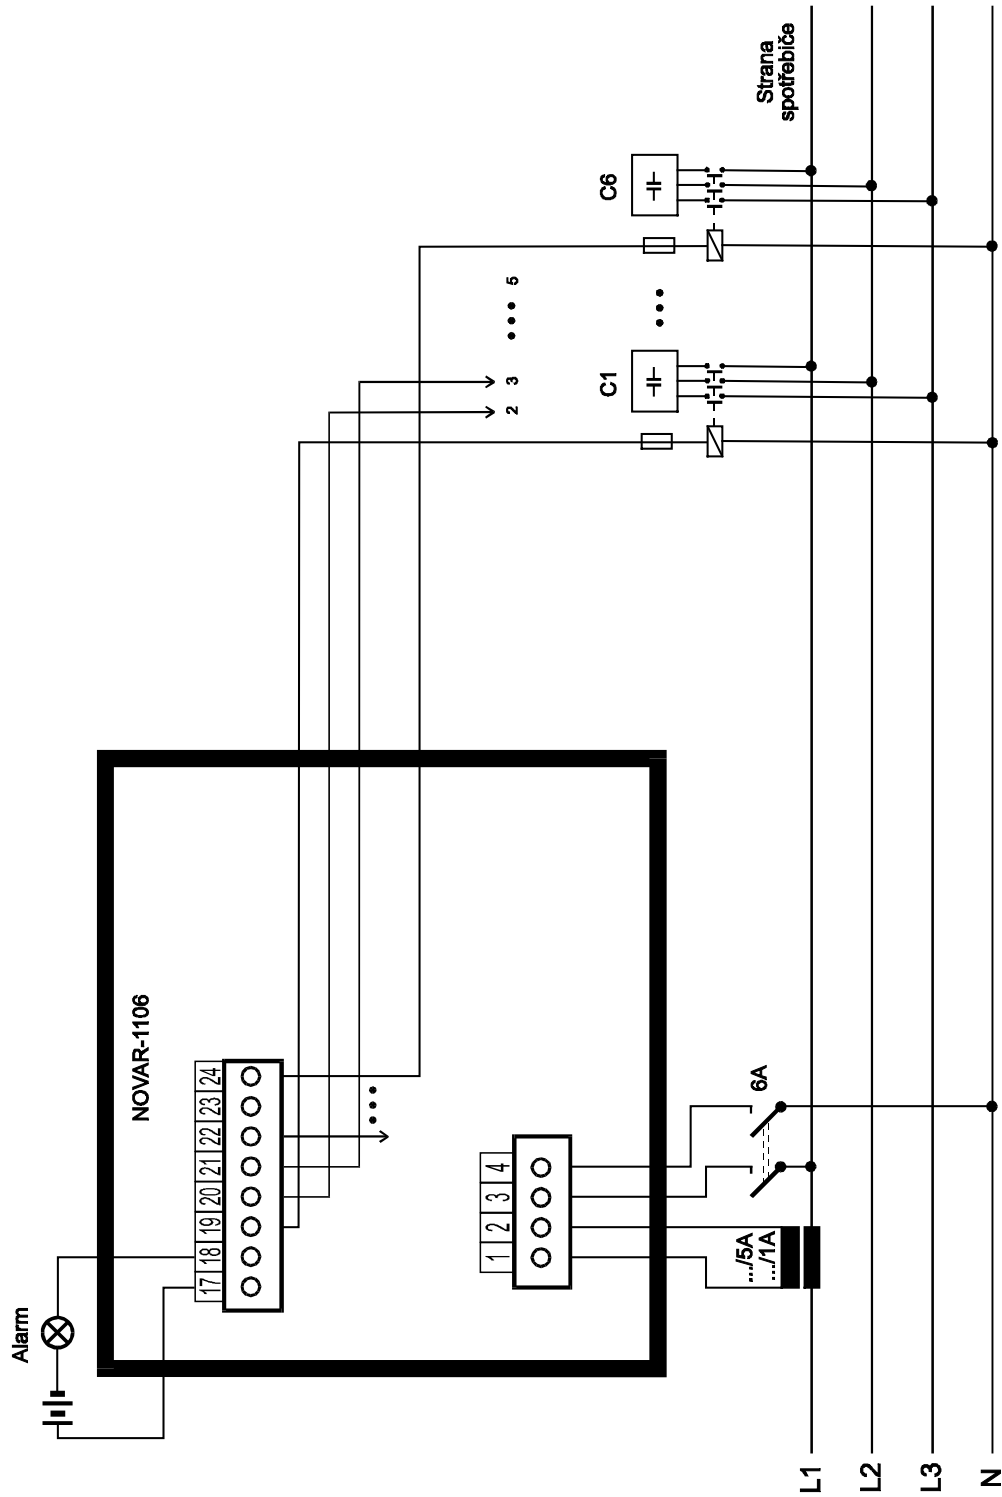 Alarm
NOVAR-1106
17 18 19 20 21 22 23 24
1 2 3 4
..../5A
.../1A
6A
2 3 5
C1
C6
Strana
spotřebiče
L1
L2
L3
N